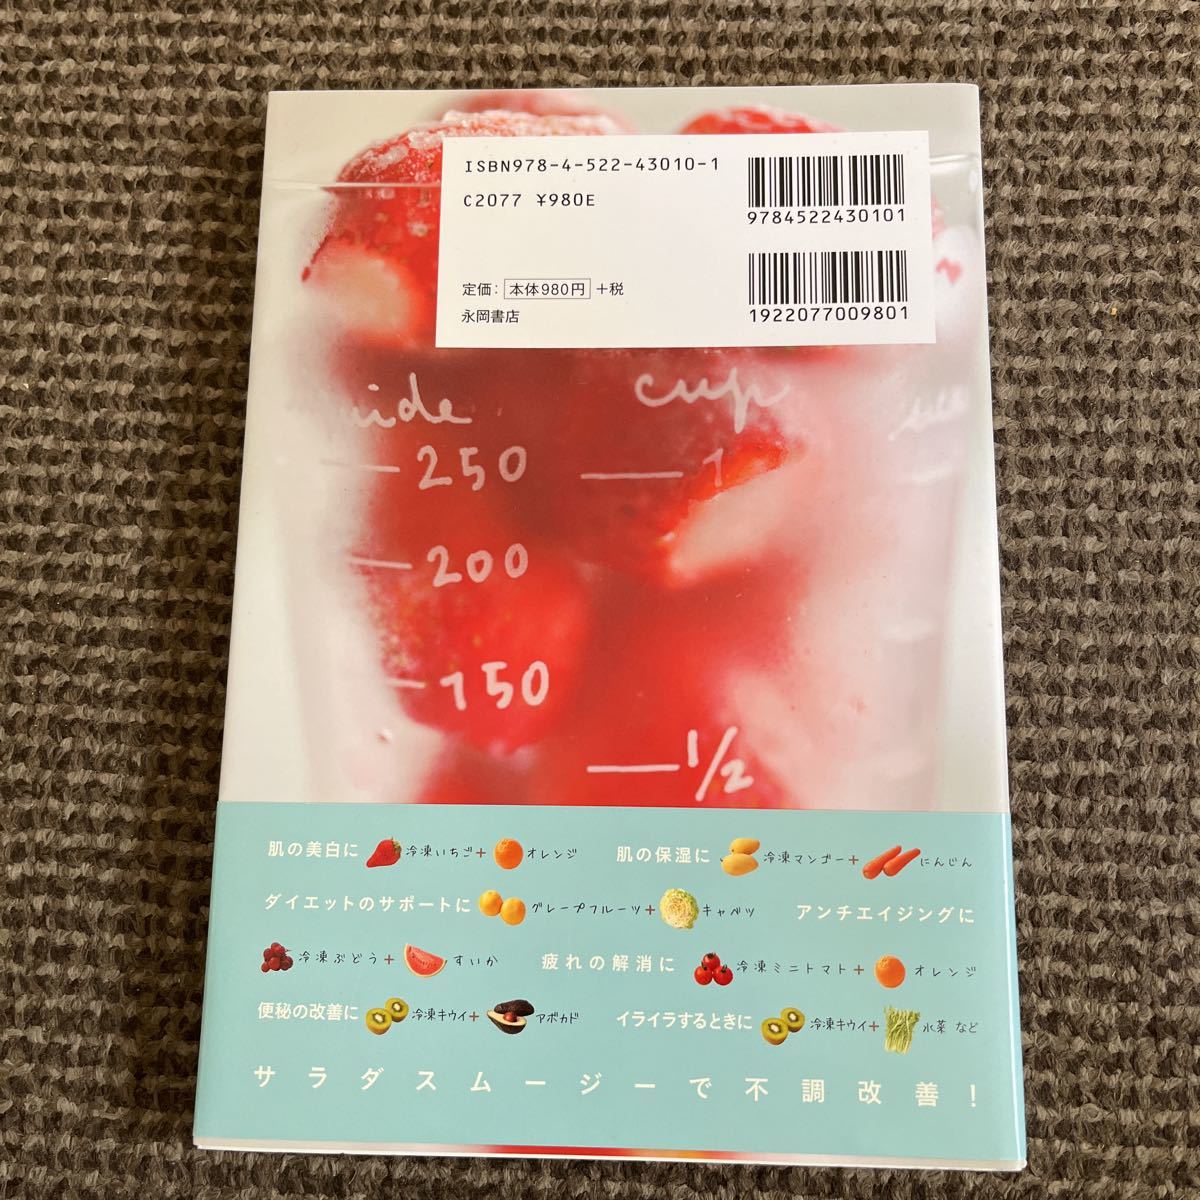 ISBN978-4-522-43010-1
C2077 ¥980E
9784522430101
定価: 本体980円 +税
永岡書店
1922077009801
cup
250
1
200
150
1/2
肌の美白に 冷凍いちご+オレンジ
肌の保湿に 冷凍マンゴー+にんじん
ダイエットのサポートに グレープフルーツ+キャベツ
アンチエイジングに
冷凍ぶどう+すいか
疲れの解消に 冷凍ミニトマト+オレンジ
便秘の改善に 冷凍キウイ+アボカド
イライラするときに 冷凍キウイ+水菜 など
サラダスムージーで不調改善!